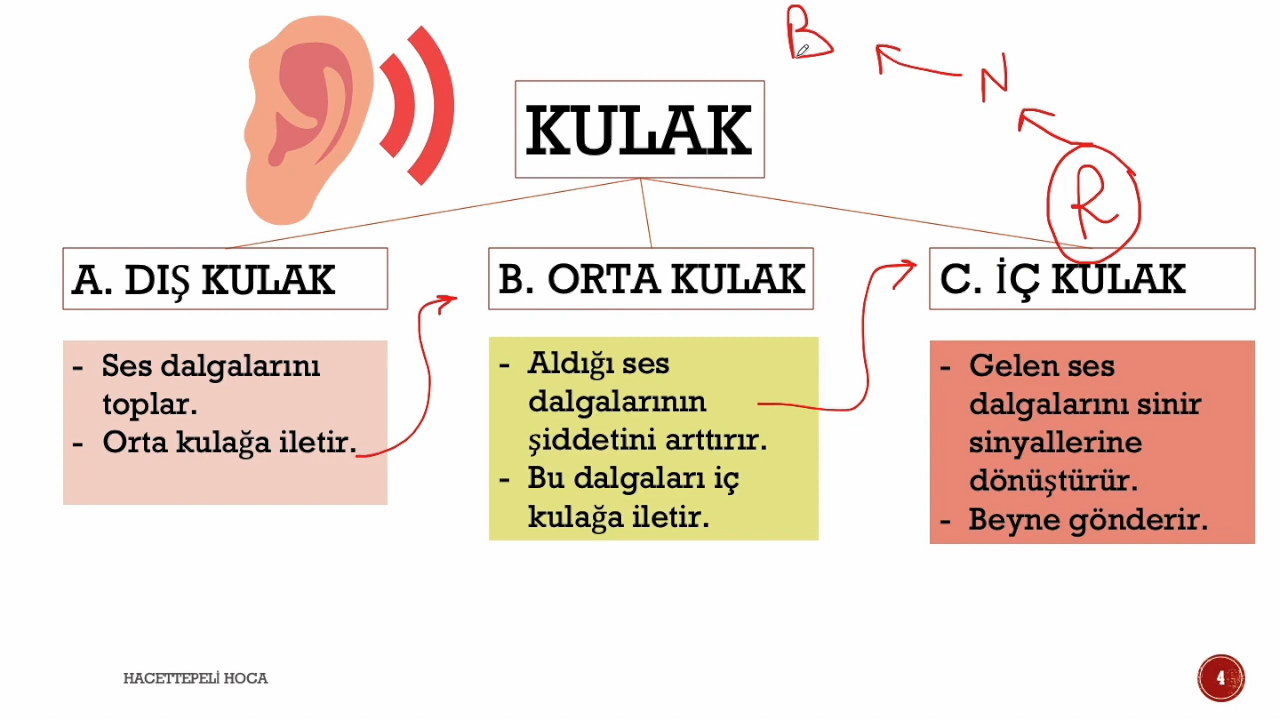 B
N
R
KULAK
A. DIŞ KULAK
- Ses dalgalarını
toplar.
- Orta kulağa iletir.
B. ORTA KULAK
- Aldığı ses
dalgalarının
şiddetini arttırır.
- Bu dalgaları iç
kulağa iletir.
C. İÇ KULAK
- Gelen ses
dalgalarını sinir
sinyallerine
dönüştürür.
- Beyne gönderir.
HACETTEPELİ HOCA
4